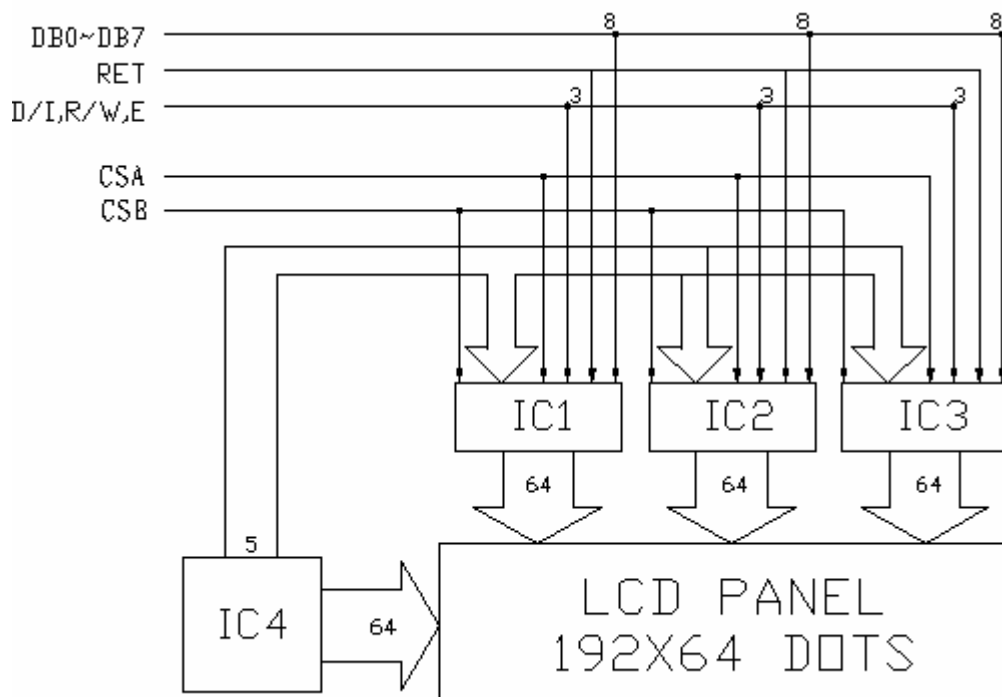 8 8 8
DB0~DB7
RET
3 3 3
D/I,R/W,E
CSA
CSB
IC1 IC2 IC3
64 64 64
5
IC4 64
LCD PANEL
192X64 DOTS